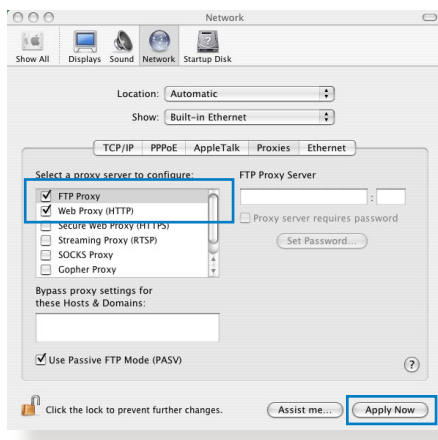 Network
Show All Displays Sound Network Startup Disk
Location: Automatic
Show: Built-in Ethernet
TCP/IP PPPoE AppleTalk Proxies Ethernet
Select a proxy server to configure: FTP Proxy Server
FTP Proxy
:
Web Proxy (HTTP)
Proxy server requires password
Secure Web Proxy (HTTPS)
Streaming Proxy (RTSP)
Set Password...
SOCKS Proxy
Gopher Proxy
Bypass proxy settings for
these Hosts & Domains:
Use Passive FTP Mode (PASV)
?
Click the lock to prevent further changes. Assist me... Apply Now